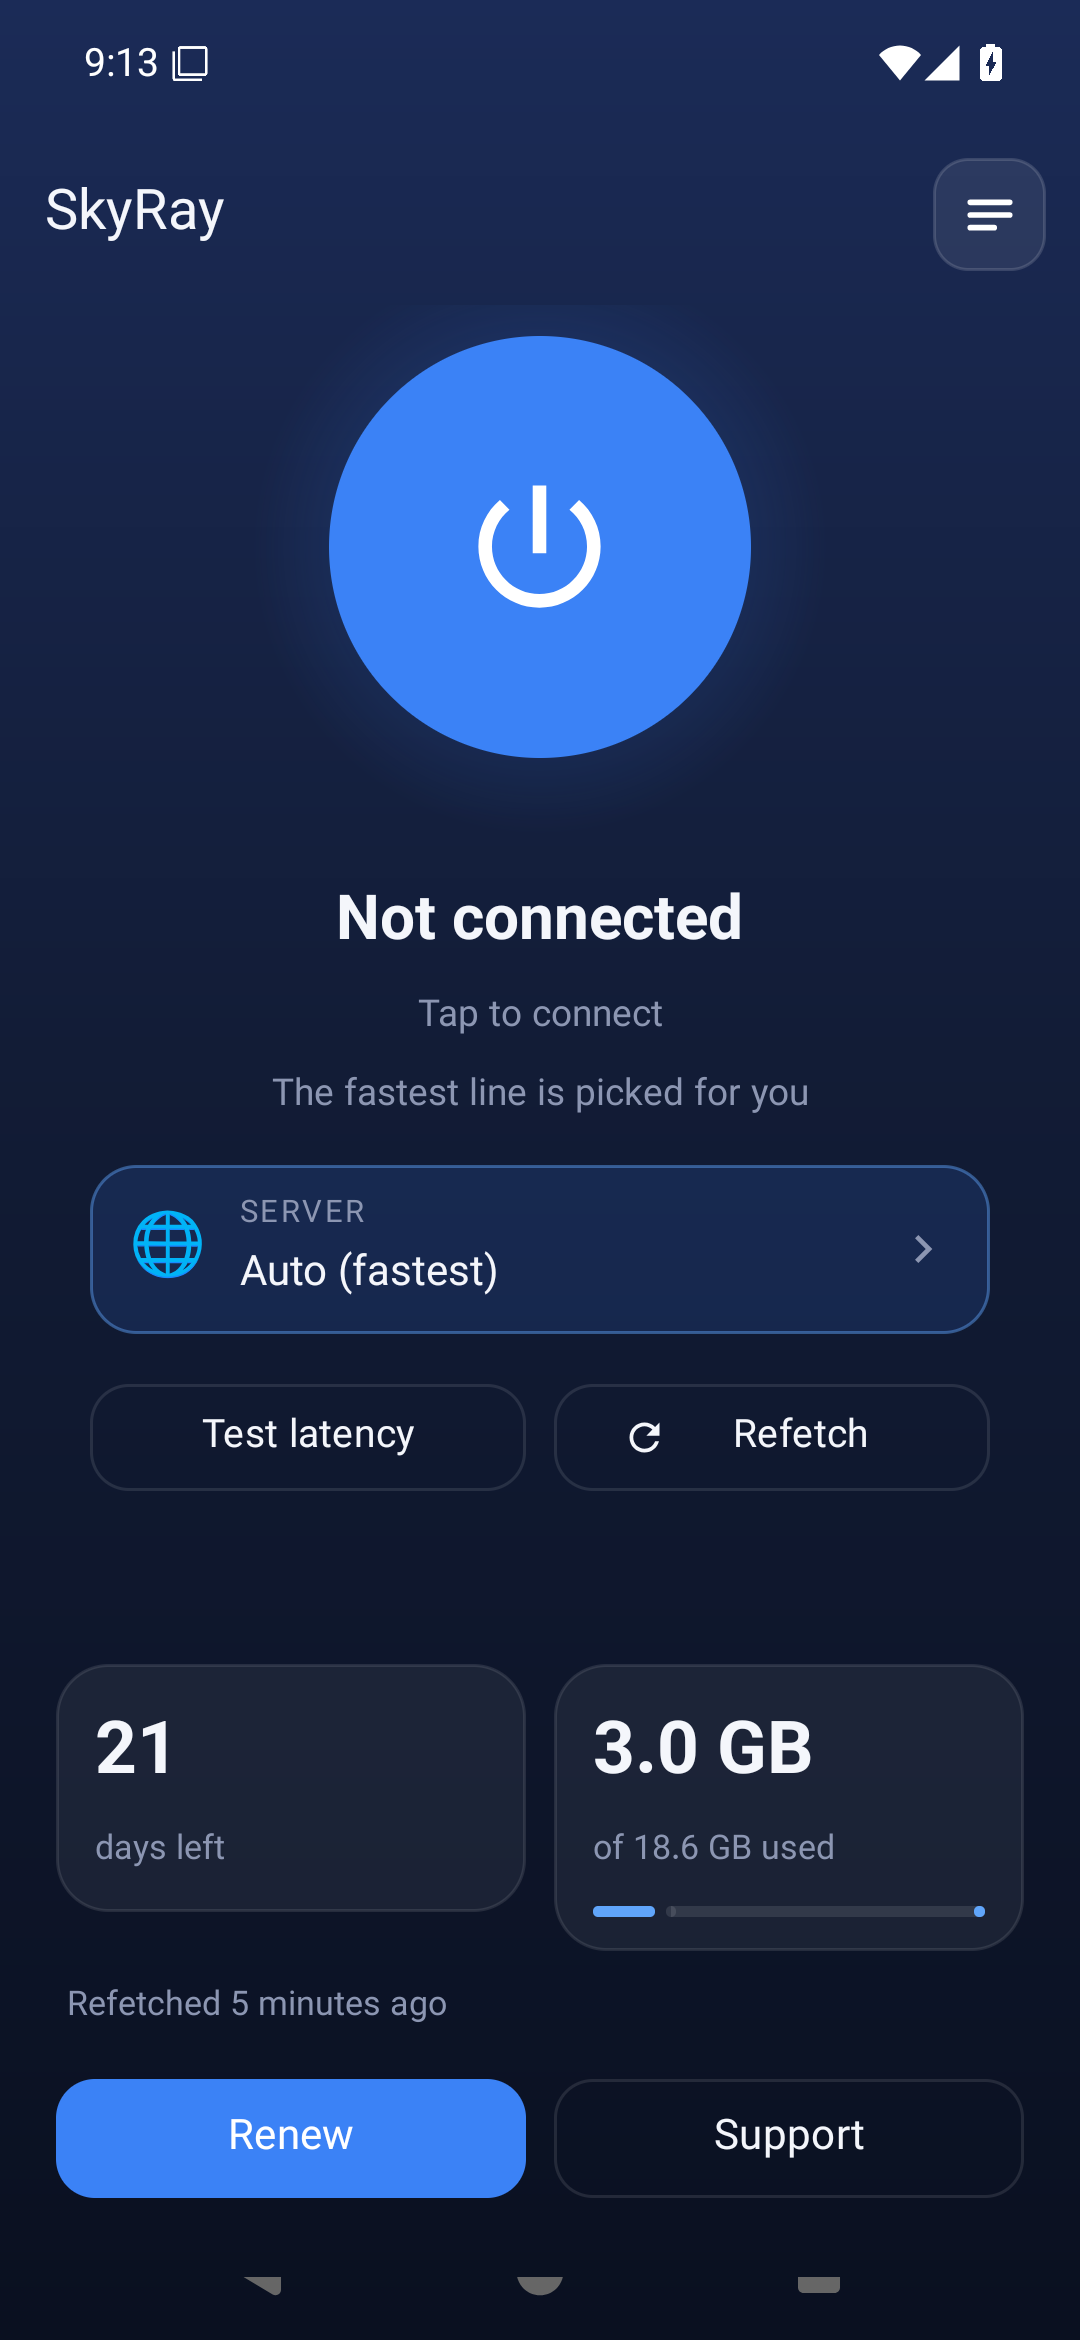 9:13
SkyRay
Not connected
Tap to connect
The fastest line is picked for you
SERVER
Auto (fastest)
Test latency
Refetch
21
days left
3.0 GB
of 18.6 GB used
Refetched 5 minutes ago
Renew
Support